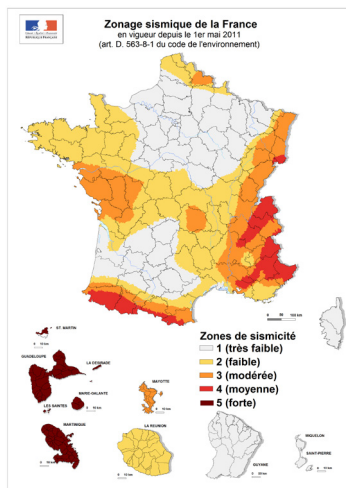 RÉPUBLIQUE FRANÇAISE
Zonage sismique de la France
en vigueur depuis le 1er mai 2011
(art. D. 563-8-1 du code de l'environnement)
ST. MARTIN
GUADELOUPE
LA DESIRADE
LES SAINTES
MARIE-GALANTE
MARTINIQUE
MAYOTTE
LA REUNION
Zones de sismicité
1 (très faible)
2 (faible)
3 (modérée)
4 (moyenne)
5 (forte)
GUYANE
MIQUELON
SAINT-PIERRE